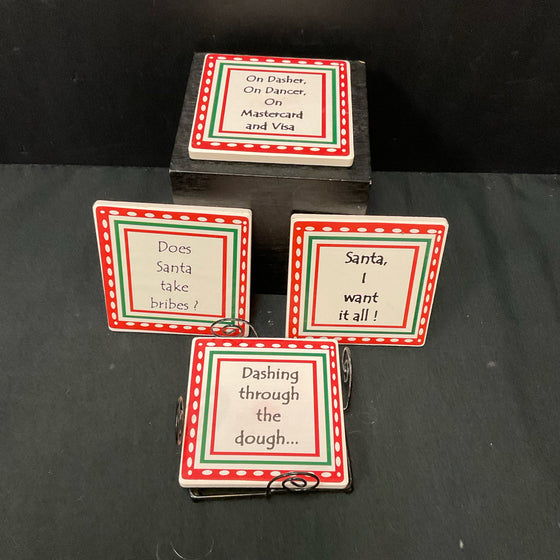 On Dasher,
On Dancer,
On
Mastercard
and Visa
Does
Santa
take
bribes ?
Santa,
I
want
it all !
Dashing
through
the
dough...